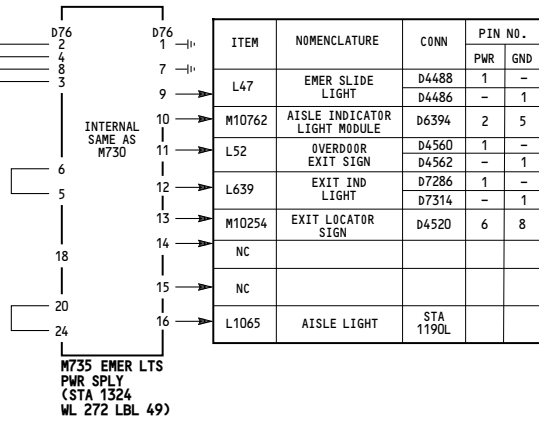 D76 D76
2 1
4
8 7
3
9
10
INTERNAL
SAME AS
M730
11
6
12
5
13
14
18
15
20
16
24
M735 EMER LTS
PWR SPLY
(STA 1324
WL 272 LBL 49)
ITEM NOMENCLATURE CONN PIN NO.
PWR GND
L47 EMER SLIDE LIGHT D4488 1 –
D4486 – 1
M10762 AISLE INDICATOR LIGHT MODULE D6394 2 5
L52 OVERDOOR EXIT SIGN D4560 1 –
D4562 – 1
L639 EXIT IND LIGHT D7286 1 –
D7314 – 1
M10254 EXIT LOCATOR SIGN D4520 6 8
NC
NC
L1065 AISLE LIGHT STA 1190L